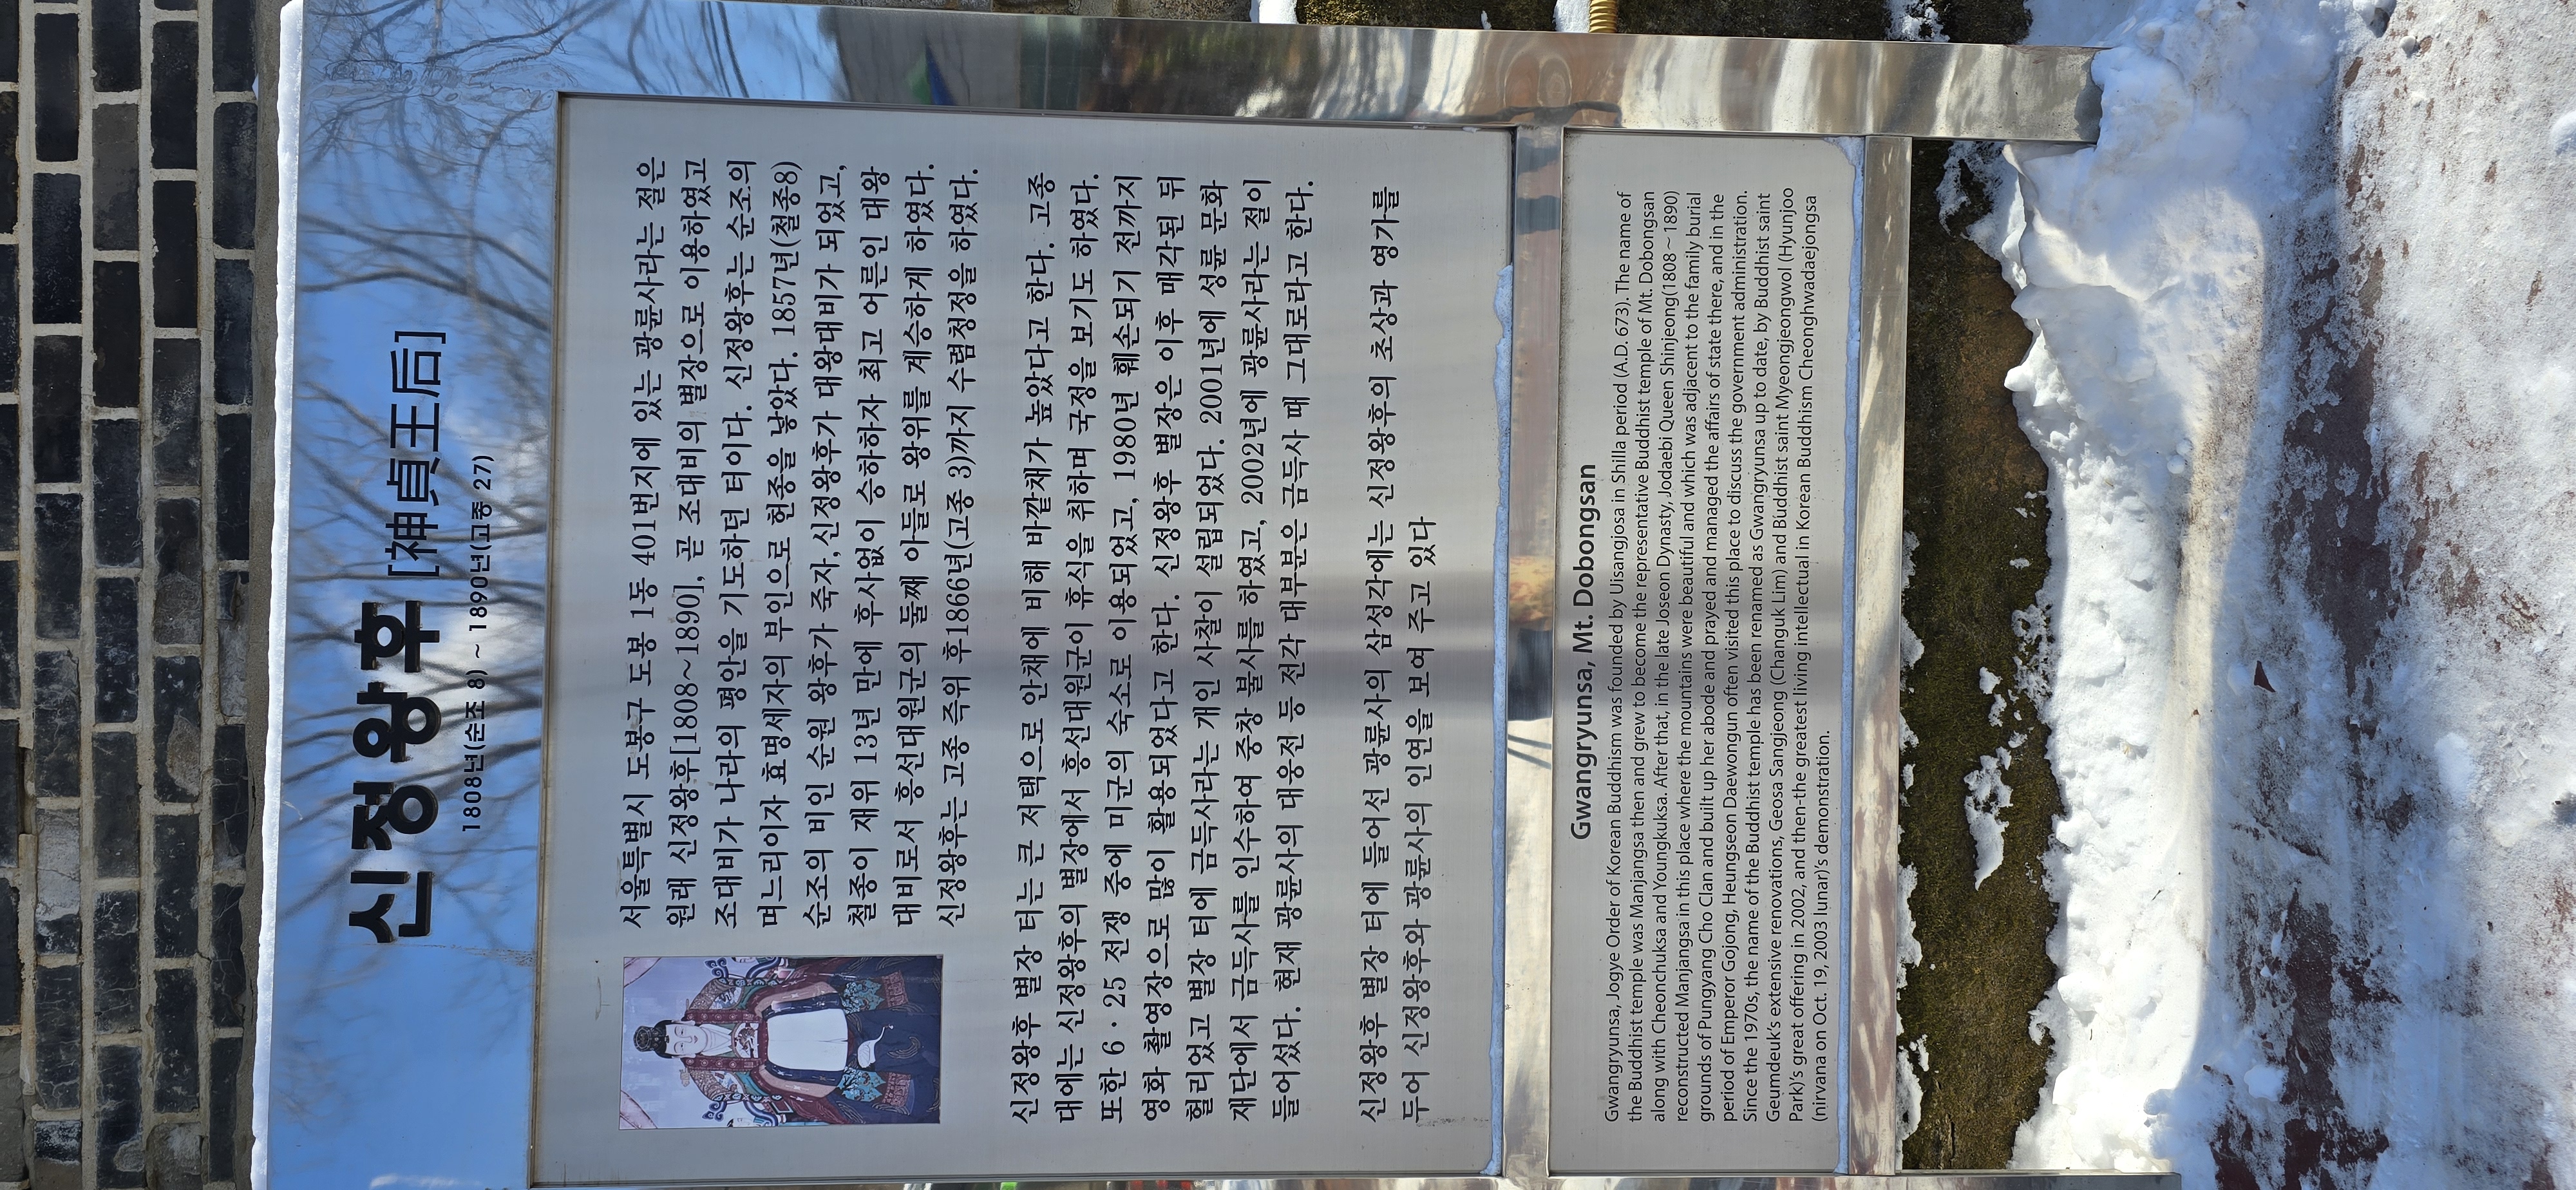 신정왕후 [神貞王后]
1808년(순조 8) ~ 1890년(고종 27)
서울특별시 도봉구 도봉 1동 401번지에 있는 광륜사라는 절은
원래 신정왕후[1808~1890], 곧 조대비의 별장으로 이용하였고
조대비가 나라의 평안을 기도하던 터이다. 신정왕후는 순조의
며느리이자 효명세자의 부인으로 헌종을 낳았다. 1857년(철종8)
순조의 비인 순원 왕후가 죽자,신정왕후가 대왕대비가 되었고,
철종이 재위 13년 만에 후사없이 승하하자 최고 어른인 대왕
대비로서 흥선대원군의 둘째 아들로 왕위를 계승하게 하였다.
신정왕후는 고종 즉위 후1866년(고종 3)까지 수렴청정을 하였다.
신정왕후 별장 터는 큰 저택으로 안채에 비해 바깥채가 높았다고 한다. 고종
대에는 신정왕후의 별장에서 흥선대원군이 휴식을 취하며 국정을 보기도 하였다.
또한 6·25 전쟁 중에 미군의 숙소로 이용되었고, 1980년 훼손되기 전까지
영화 촬영장으로 많이 활용되었다고 한다. 신정왕후 별장은 이후 매각된 뒤
헐리었고 별장 터에 금득사라는 개인 사찰이 설립되었다. 2001년에 성륜 문화
재단에서 금득사를 인수하여 중창 불사를 하였고, 2002년에 광륜사라는 절이
들어섰다. 현재 광륜사의 대웅전 등 전각 대부분은 금득사 때 그대로라고 한다.
신정왕후 별장 터에 들어선 광륜사의 삼성각에는 신정왕후의 초상과 영가를
두어 신정왕후와 광륜사의 인연을 보여 주고 있다
Gwangryunsa, Mt. Dobongsan
Gwangryunsa, Jogye Order of Korean Buddhism was founded by Uisangjosa in Shilla period (A.D. 673). The name of
the Buddhist temple was Manjangsa then and grew to become the representative Buddhist temple of Mt. Dobongsan
along with Cheonchuksa and Youngkuksa. After that, in the late Joseon Dynasty, Jodaebi Queen Shinjeong(1808 ~ 1890)
reconstructed Manjangsa in this place where the mountains were beautiful and which was adjacent to the family burial
grounds of Pungyang Cho Clan and built up her abode and prayed and managed the affairs of state there, and in the
period of Emperor Gojong, Heungseon Daewongun often visited this place to discuss the government administration.
Since the 1970s, the name of the Buddhist temple has been renamed as Gwangryunsa up to date, by Buddhist saint
Geumdeuk's extensive renovations, Geosa Sangjeong (Changuk Lim) and Buddhist saint Myeongjeongwol (Hyunjoo
Park)'s great offering in 2002, and then-the greatest living intellectual in Korean Buddhism Cheonghwadaejongsa
(nirvana on Oct. 19, 2003 lunar)'s demonstration.